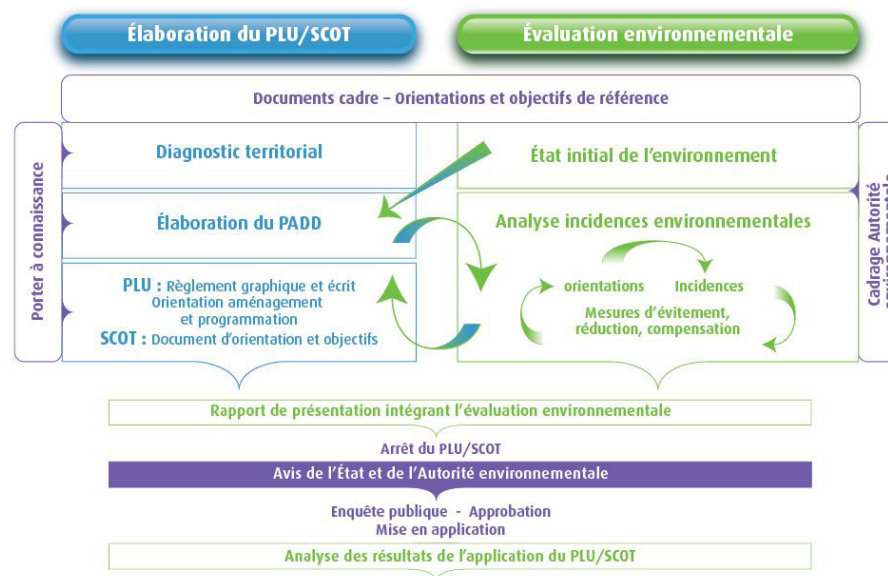 Élaboration du PLU/SCOT
Évaluation environnementale
Documents cadre – Orientations et objectifs de référence
Porter à connaissance
Diagnostic territorial
État initial de l'environnement
Élaboration du PADD
Analyse incidences environnementales
PLU : Règlement graphique et écrit
Orientation aménagement
et programmation
SCOT : Document d'orientation et objectifs
orientations
Incidences
Mesures d'évitement,
réduction, compensation
Cadrage Autorité
Rapport de présentation intégrant l'évaluation environnementale
Arrêt du PLU/SCOT
Avis de l'État et de l'Autorité environnementale
Enquête publique - Approbation
Mise en application
Analyse des résultats de l'application du PLU/SCOT